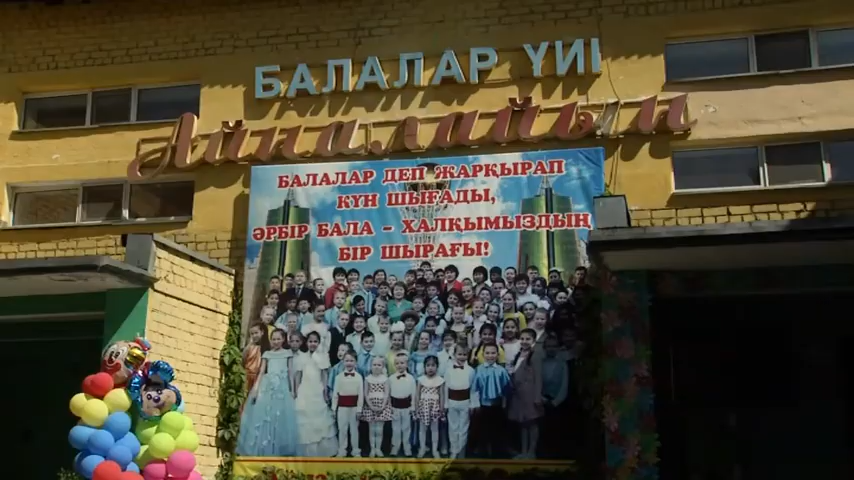 БАЛАЛАР ҮЙІ
Айналайын
БАЛАЛАР ДЕП ЖАРҚЫРАП
КҮН ШЫҒАДЫ,
ӘРБІР БАЛА – ХАЛҚЫМЫЗДЫҢ
БІР ШЫРАҒЫ!